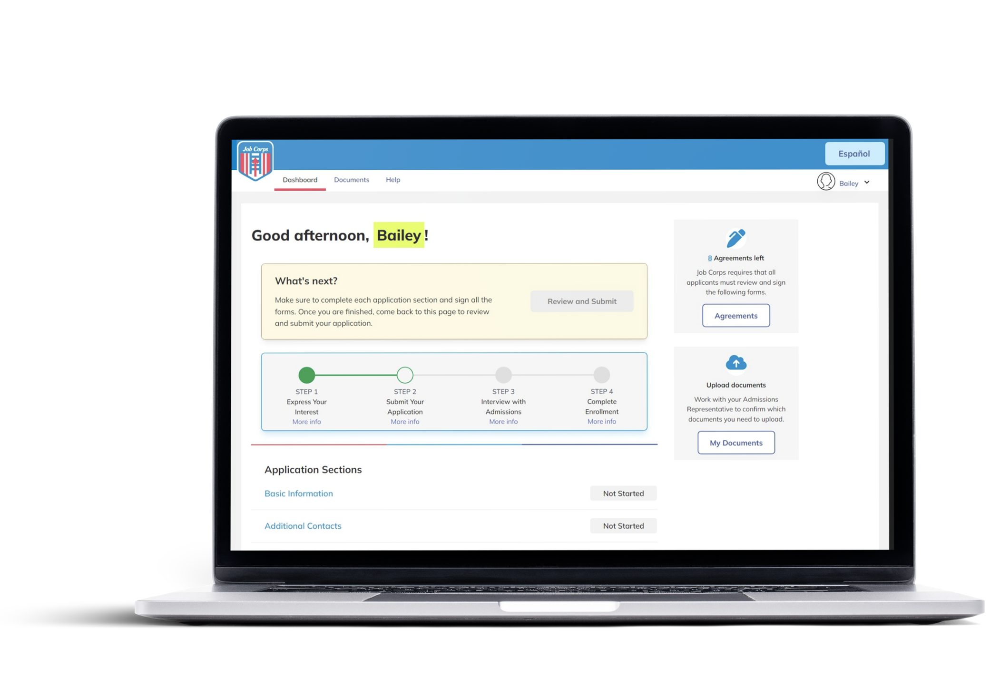 Job Corps
Español
Dashboard Documents Help
Bailey
Good afternoon, Bailey!
What's next?
Make sure to complete each application section and sign all the
forms. Once you are finished, come back to this page to review
and submit your application.
Review and Submit
8 Agreements left
Job Corps requires that all
applicants must review and sign
the following forms.
Agreements
STEP 1
Express Your
Interest
More info
STEP 2
Submit Your
Application
More info
STEP 3
Interview with
Admissions
More info
STEP 4
Complete
Enrollment
More info
Upload documents
Work with your Admissions
Representative to confirm which
documents you need to upload.
My Documents
Application Sections
Basic Information Not Started
Additional Contacts Not Started